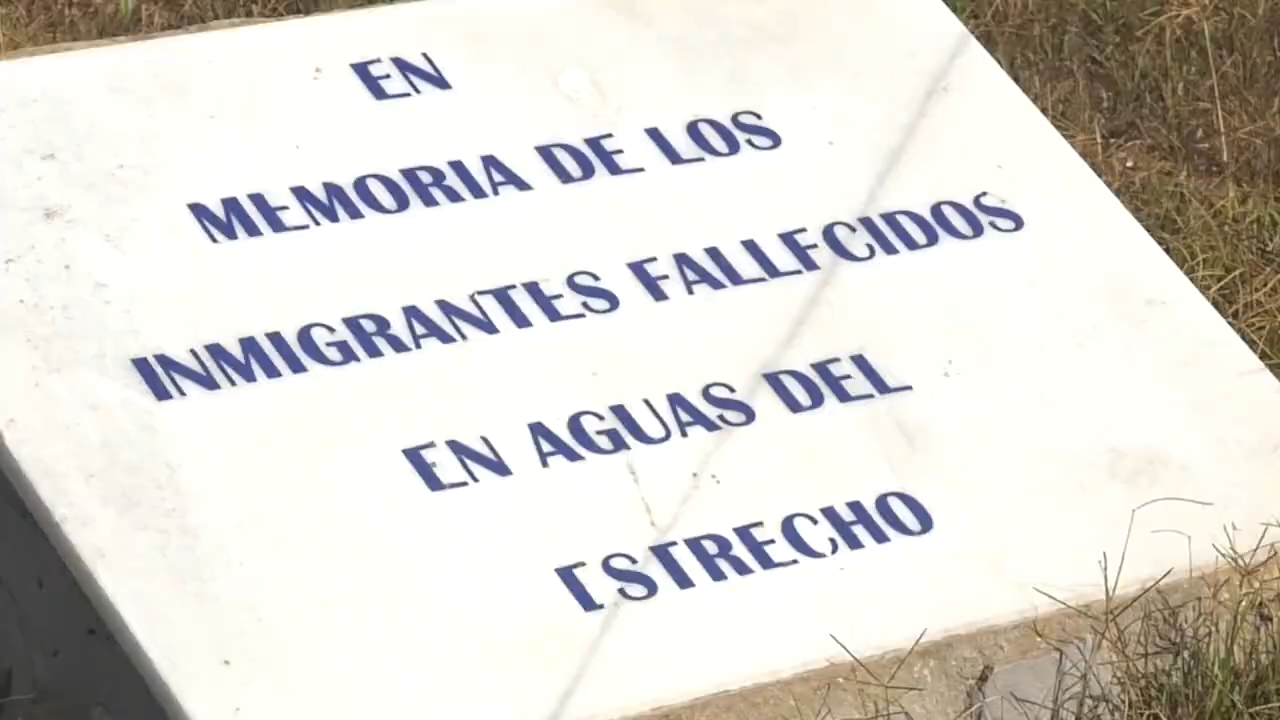 EN
MEMORIA DE LOS
INMIGRANTES FALLECIDOS
EN AGUAS DEL
ESTRECHO